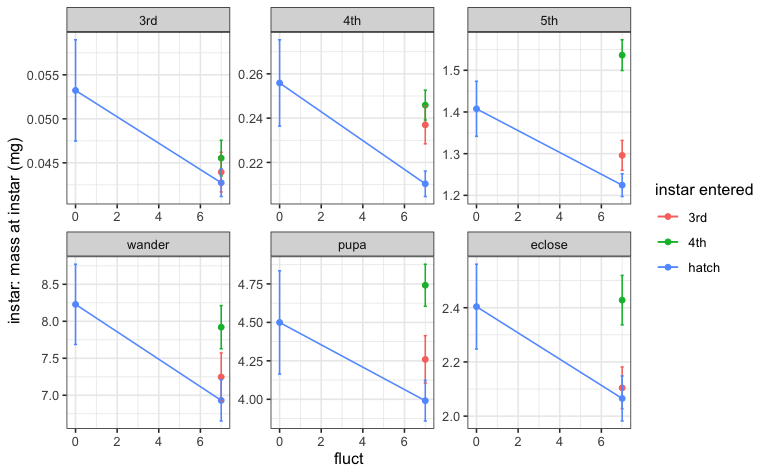 3rd 4th 5th
0.055 0.050 0.045
0.26 0.24 0.22
1.5 1.4 1.3 1.2
0 2 4 6 0 2 4 6 0 2 4 6
wander pupa eclose
8.5 8.0 7.5 7.0
4.75 4.50 4.25 4.00
2.4 2.2 2.0
0 2 4 6 0 2 4 6 0 2 4 6
fluct
instar: mass at instar (mg)
instar entered
3rd
4th
hatch